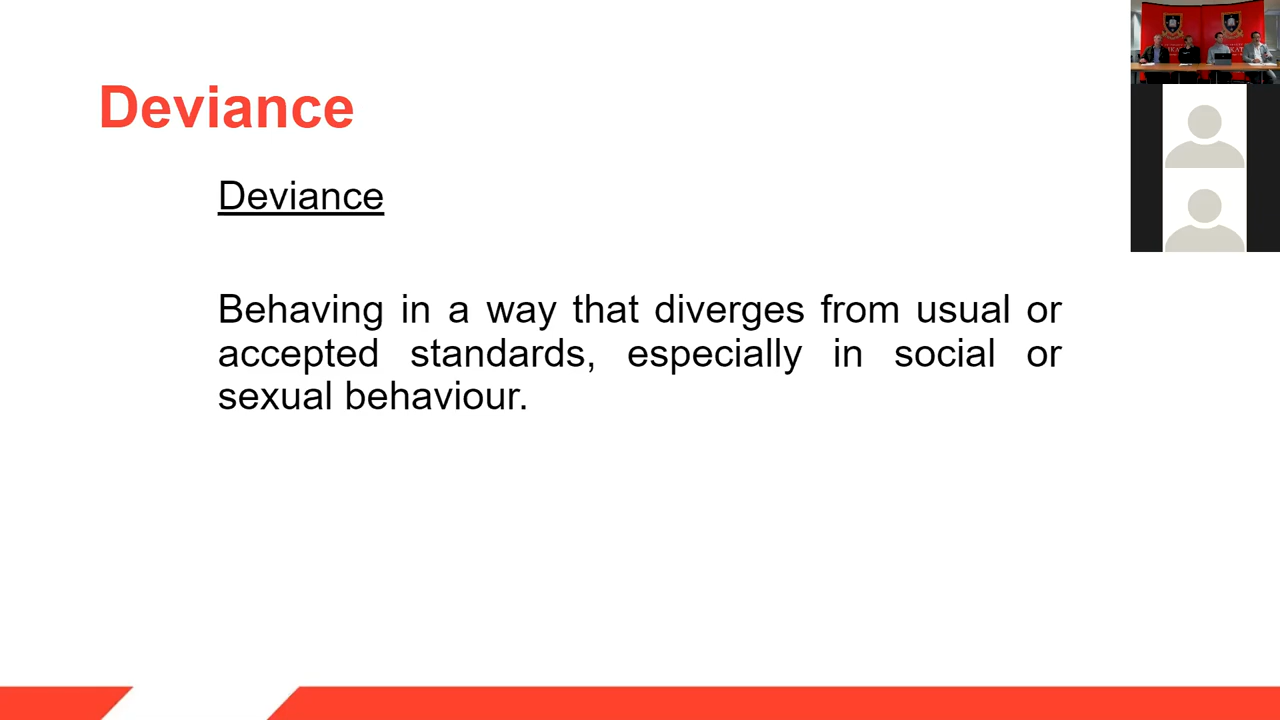 Deviance
Deviance
Behaving in a way that diverges from usual or
accepted standards, especially in social or
sexual behaviour.